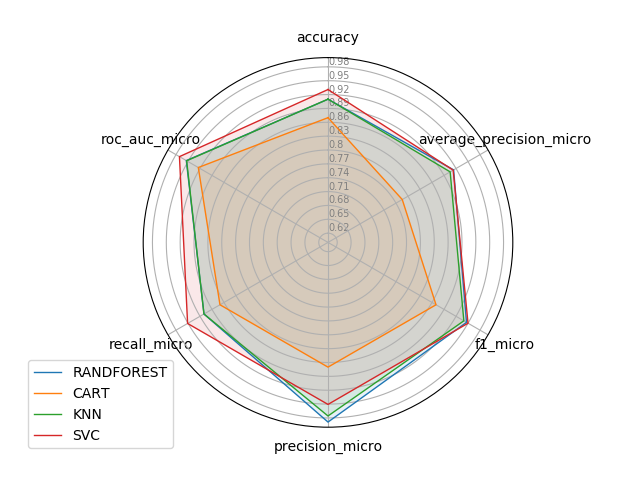 accuracy
0.98
0.95
0.92
0.89
0.86
0.83
0.8
0.77
0.74
0.71
0.68
0.65
0.62
roc_auc_micro
average_precision_micro
recall_micro
f1_micro
precision_micro
RANDFOREST
CART
KNN
SVC